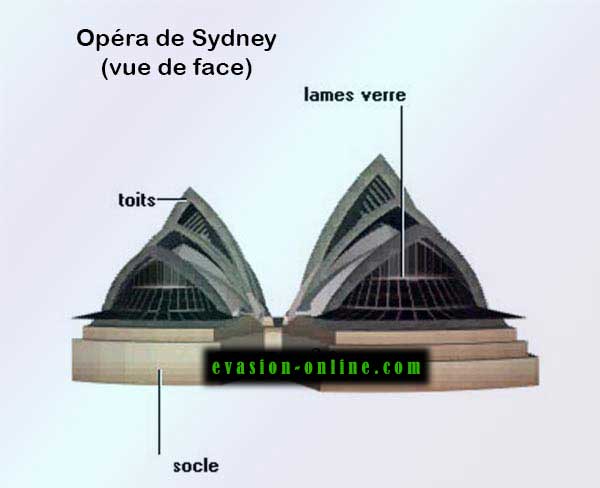 Opéra de Sydney
(vue de face)
lames verre
toits
evasion-online.com
socle